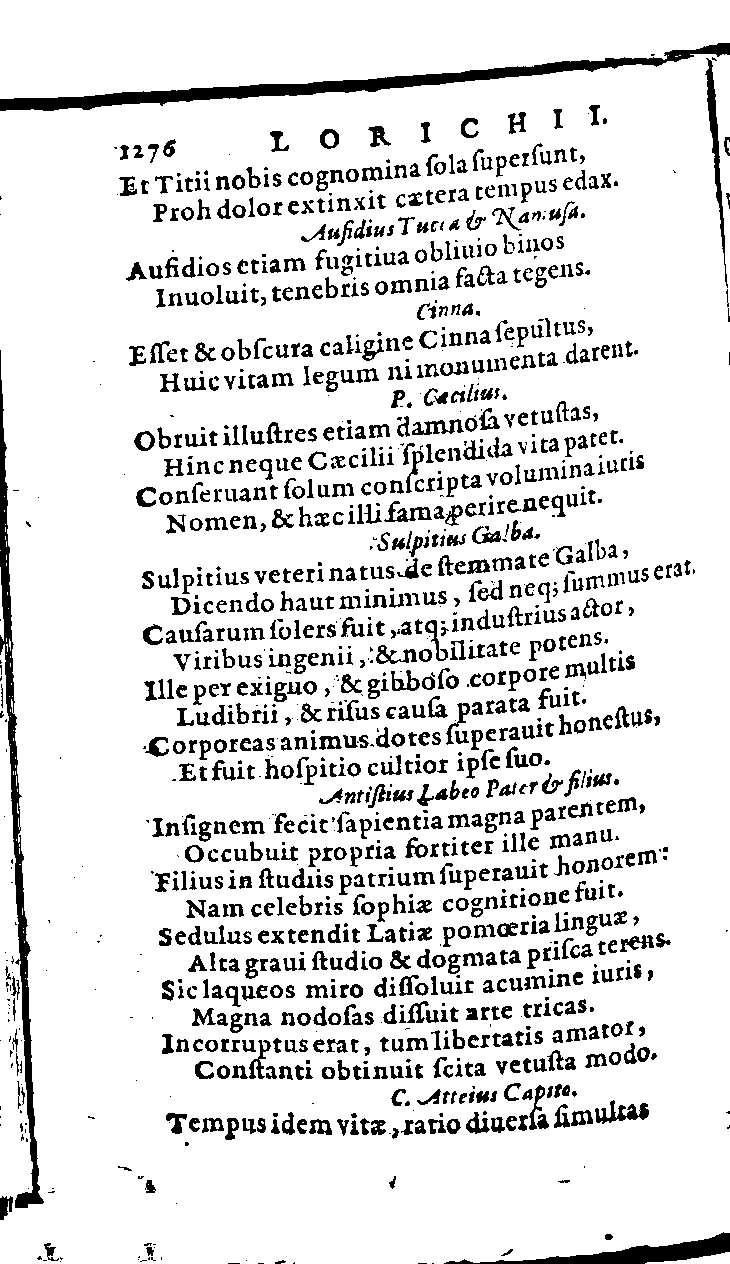 1276 LORICHII.
Et Titii nobis cognomina ſola ſuperſunt,
Proh dolor extinxit cætera tempus edax.
Aufidius Tucca & Namuſa.
Aufidios etiam fugitiua obliuio binos
Inuoluit, tenebris omnia facta tegens.
Cinna.
Eſſet & obſcura caligine Cinna ſepultus,
Huic vitam legum ni monumenta darent.
P. Cæcilius.
Obruit illuſtres etiam damnoſa vetuſtas,
Hinc neque Cæcilii ſplendida vita patet.
Conſeruant ſolum conſcripta volumina iuris
Nomen, & hæc illi fama perire nequit.
Sulpitius Galba.
Sulpitius veteri natus de ſtemmate Galba,
Dicendo haut minimus, ſed neq; ſummus erat.
Cauſarum ſolers fuit, atq; induſtrius actor,
Viribus ingenii, & nobilitate potens.
Ille per exiguo, & gibboſo corpore multis
Ludibrii, & riſus cauſa parata fuit.
Corporeas animus dotes ſuperauit honeſtus,
Et fuit hoſpitio cultior ipſe ſuo.
Antiſtius Labeo Pater & filius.
Inſignem fecit ſapientia magna parentem,
Occubuit propria fortiter ille manu.
Filius in ſtudiis patrium ſuperauit honorem:
Nam celebris ſophiæ cognitione fuit.
Sedulus extendit Latiæ pomœria linguæ,
Alta graui ſtudio & dogmata priſca terens.
Sic laqueos miro diſſoluit acumine iuris,
Magna nodoſas diſſuit arte tricas.
Incorruptus erat, tum libertatis amator,
Conſtanti obtinuit ſcita vetuſta modo.
C. Atteius Capito.
Tempus idem vitæ, ratio diuerſa ſimultas